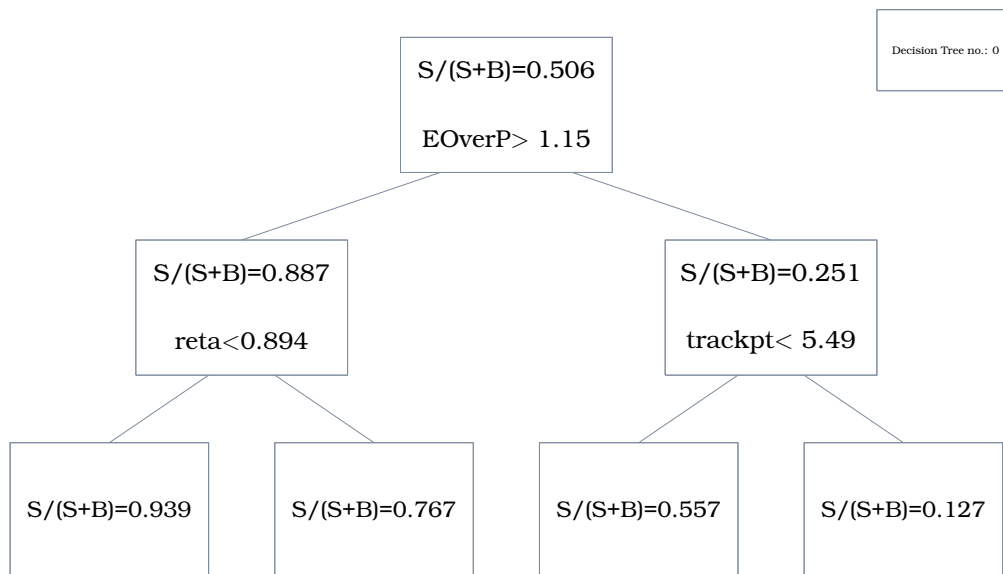 Decision Tree no.: 0
S/(S+B)=0.506
EOverP> 1.15
S/(S+B)=0.887
reta<0.894
S/(S+B)=0.251
trackpt< 5.49
S/(S+B)=0.939
S/(S+B)=0.767
S/(S+B)=0.557
S/(S+B)=0.127